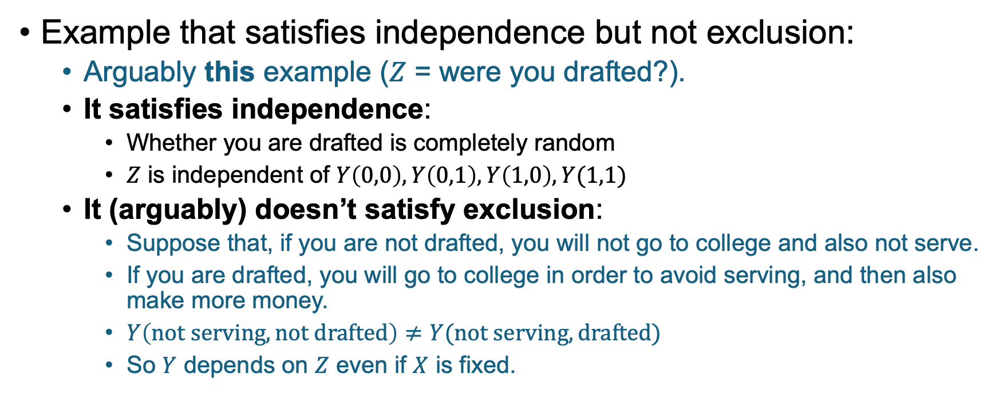 • Example that satisfies independence but not exclusion:
• Arguably this example (Z = were you drafted?).
• It satisfies independence:
• Whether you are drafted is completely random
• Z is independent of Y(0,0), Y(0,1), Y(1,0), Y(1,1)
• It (arguably) doesn’t satisfy exclusion:
• Suppose that, if you are not drafted, you will not go to college and also not serve.
• If you are drafted, you will go to college in order to avoid serving, and then also
make more money.
• Y(not serving, not drafted) ≠ Y(not serving, drafted)
• So Y depends on Z even if X is fixed.